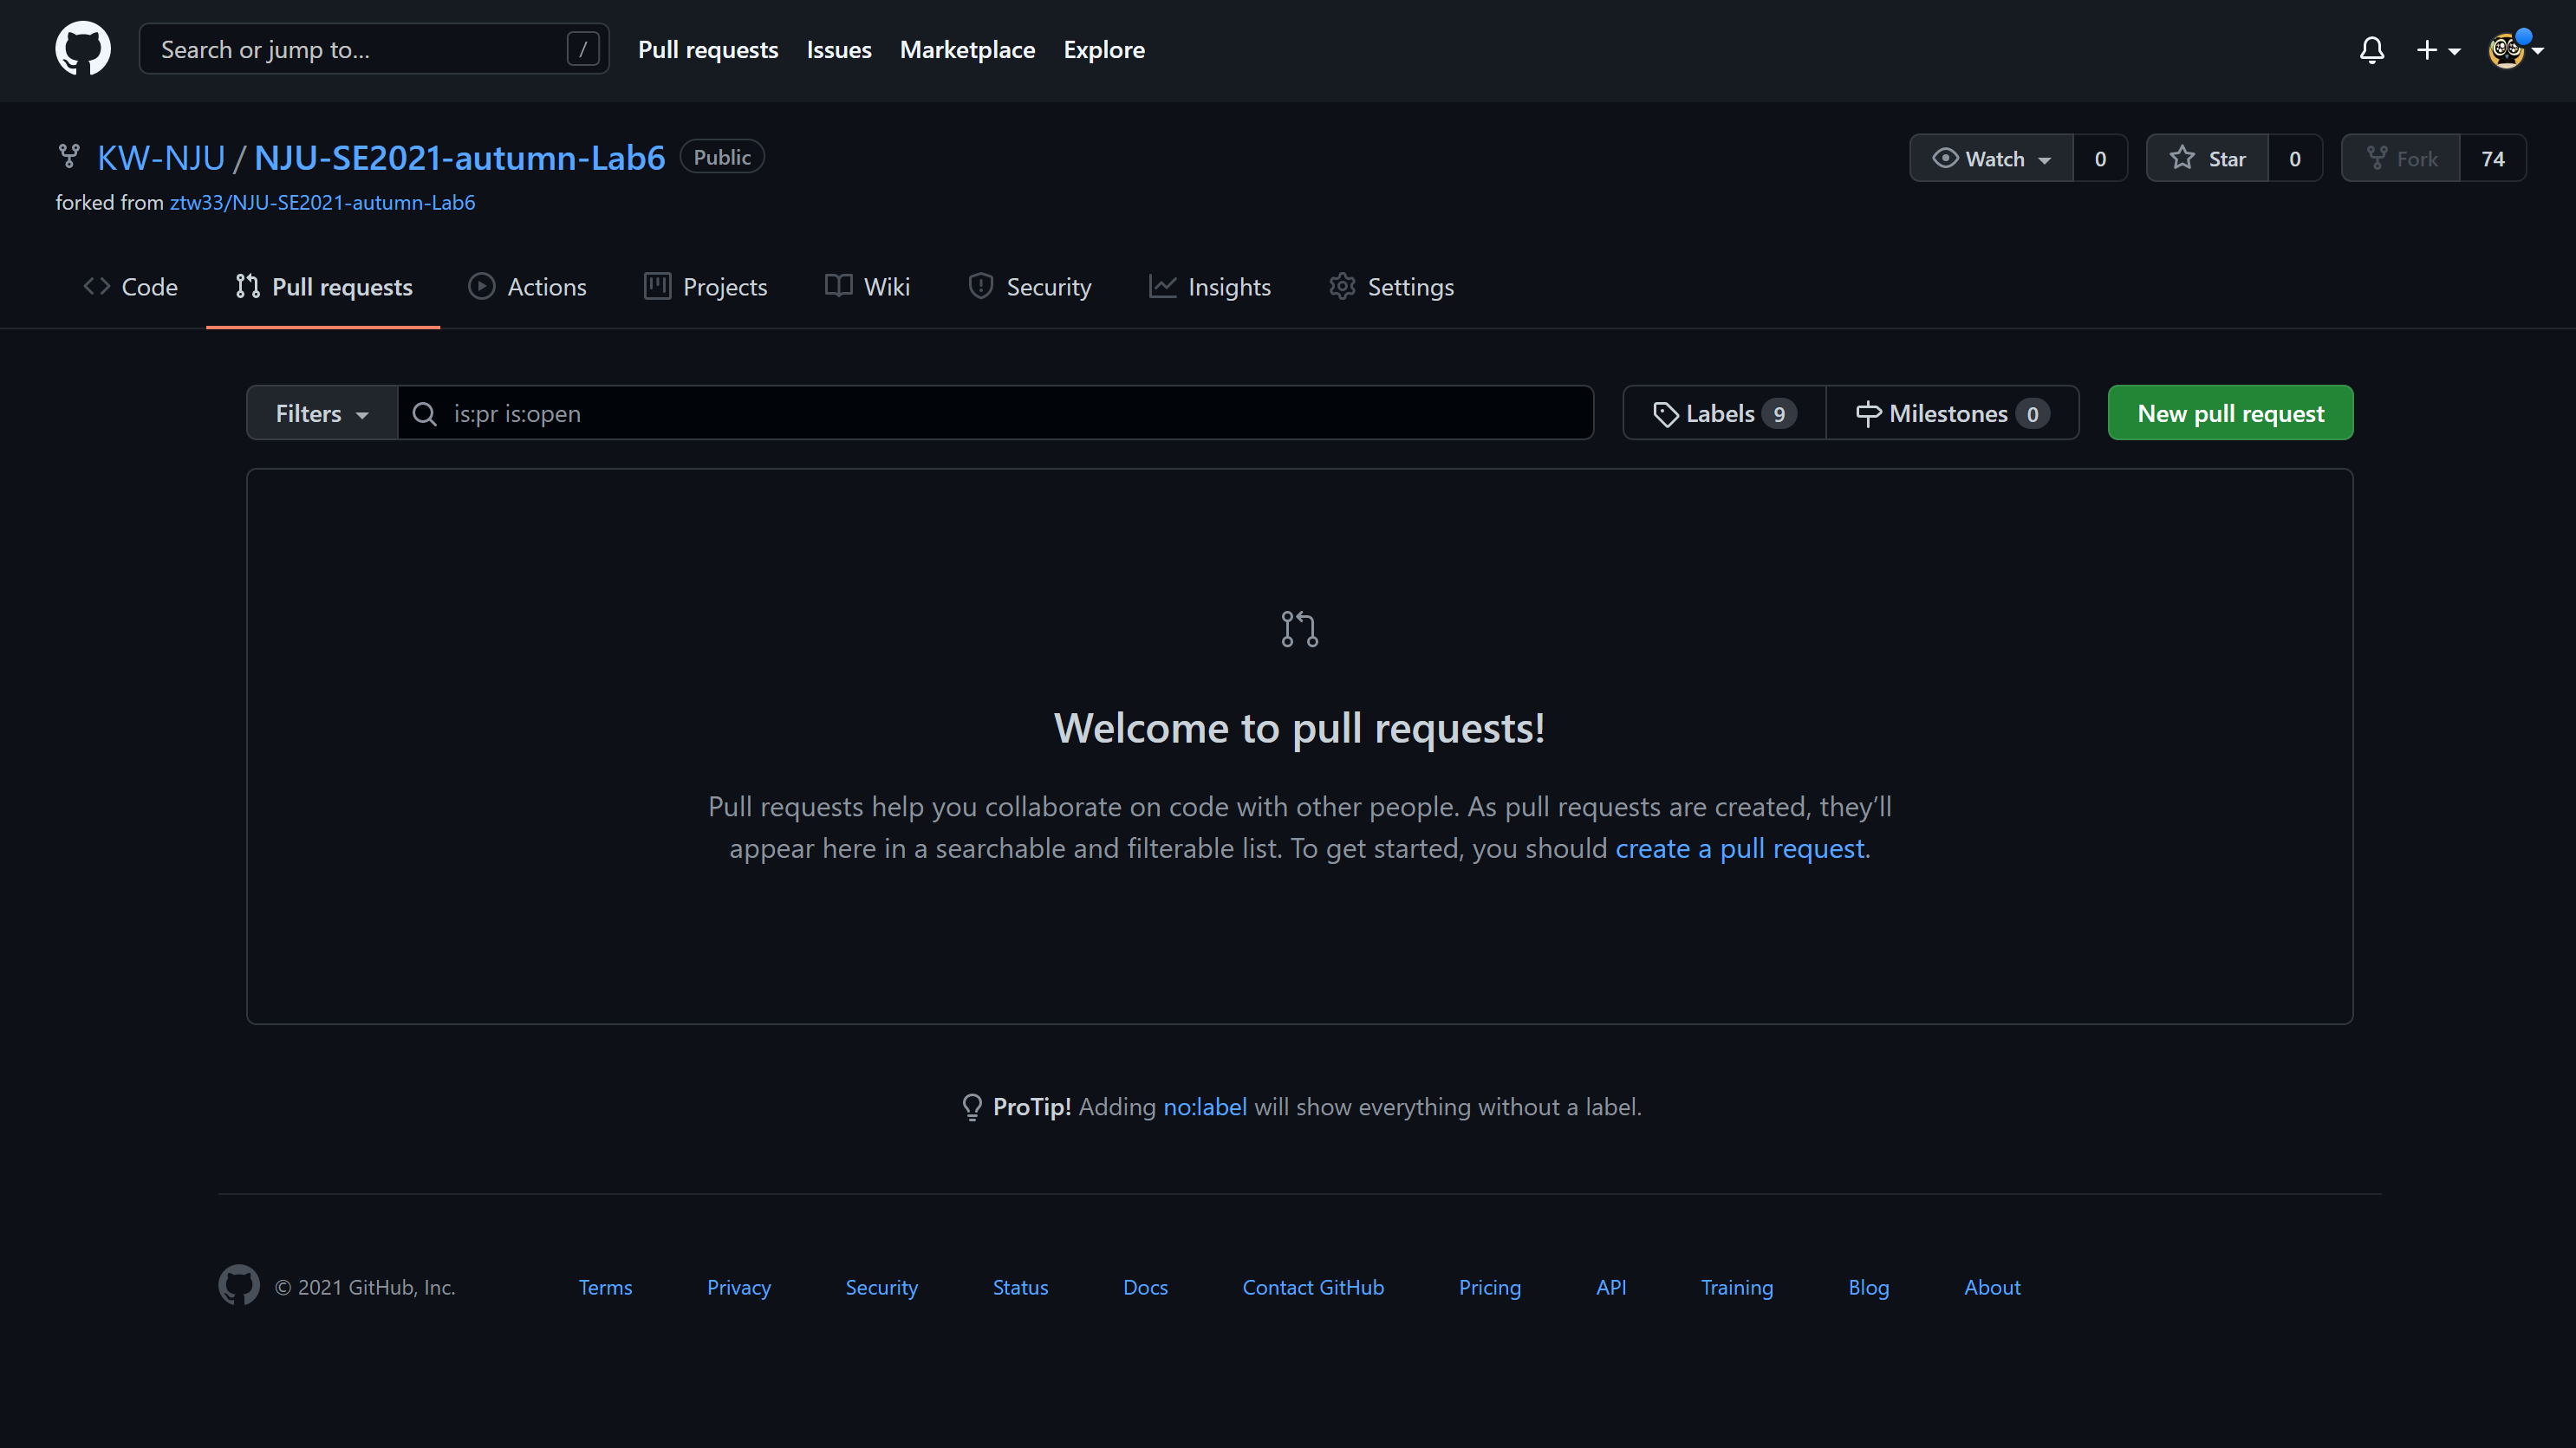 Search or jump to... / Pull requests Issues Marketplace Explore
KW-NJU / NJU-SE2021-autumn-Lab6 Public Watch 0 Star 0 Fork 74
forked from ztw33/NJU-SE2021-autumn-Lab6
Code Pull requests Actions Projects Wiki Security Insights Settings
Filters is:pr is:open Labels 9 Milestones 0 New pull request
Welcome to pull requests!
Pull requests help you collaborate on code with other people. As pull requests are created, they’ll
appear here in a searchable and filterable list. To get started, you should create a pull request.
ProTip! Adding no:label will show everything without a label.
© 2021 GitHub, Inc. Terms Privacy Security Status Docs Contact GitHub Pricing API Training Blog About